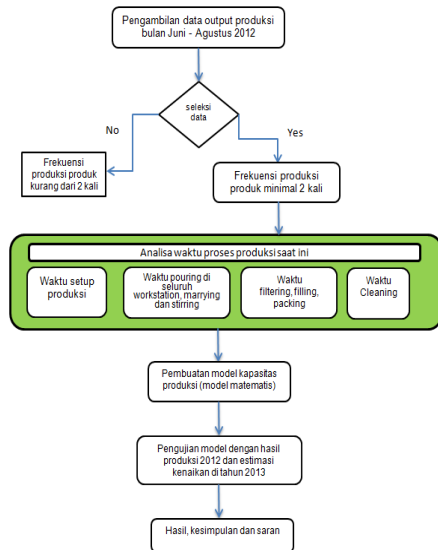 Pengambilan data output produksi
bulan Juni - Agustus 2012
seleksi
data
No
Yes
Frekuensi
produksi produk
kurang dari 2 kali
Frekuensi produksi
produk minimal 2 kali
Analisa waktu proses produksi saat ini
Waktu setup
produksi
Waktu pouring di
seluruh
workstation, marrying
dan stirring
Waktu
filtering, filling,
packing
Waktu
Cleaning
Pembuatan model kapasitas
produksi (model matematis)
Pengujian model dengan hasil
produksi 2012 dan estimasi
kenaikan di tahun 2013
Hasil, kesimpulan dan saran